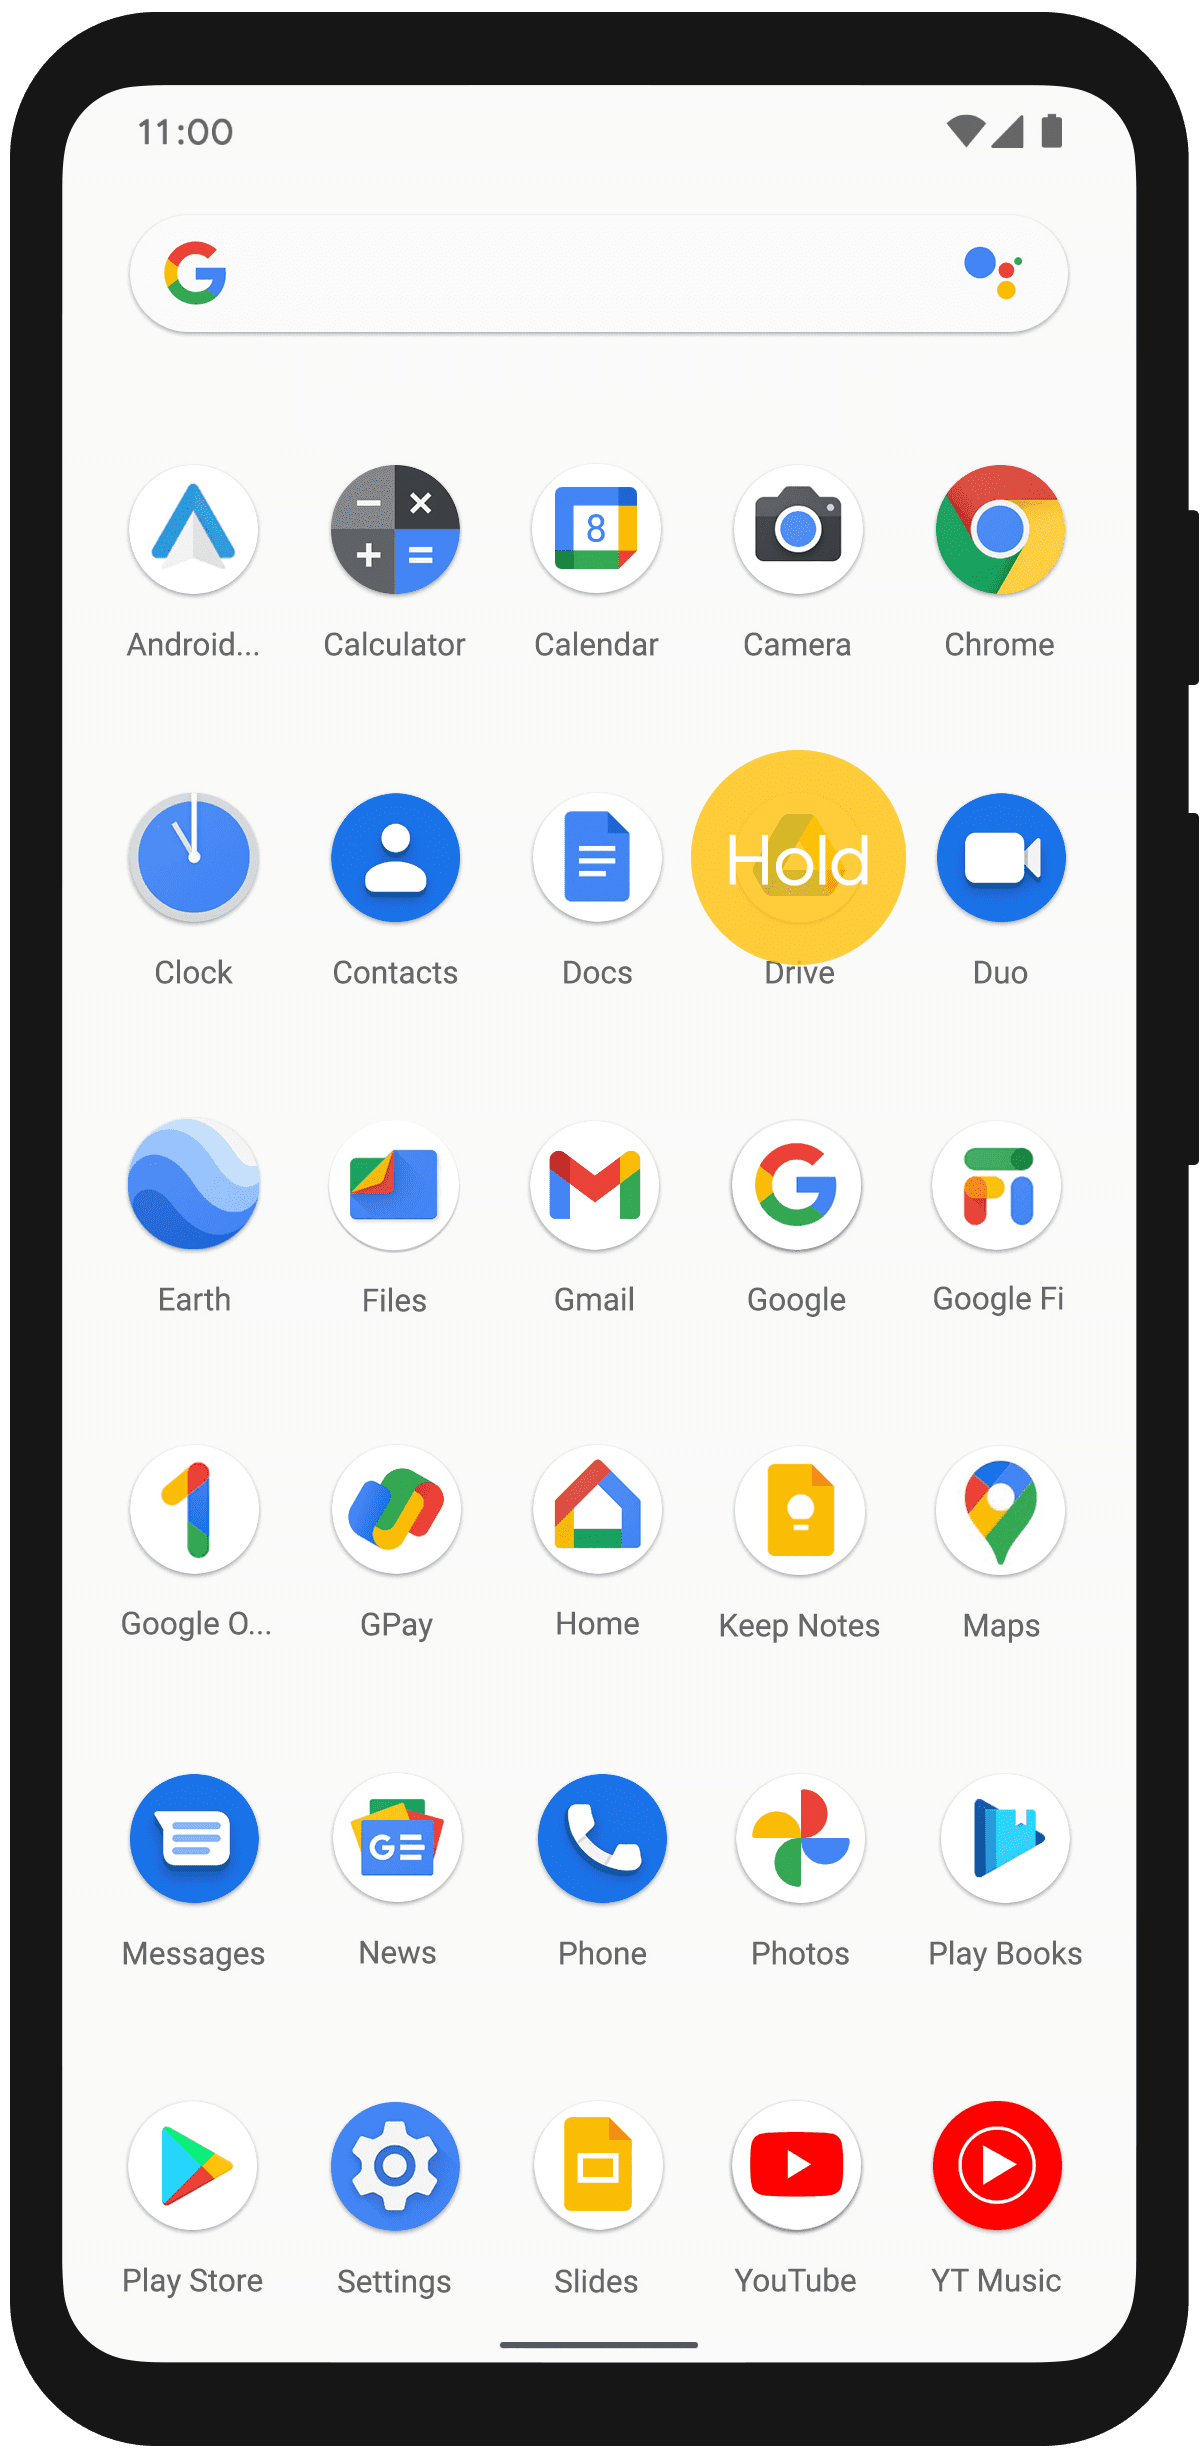 11:00
8
Android...
Calculator
Calendar
Camera
Chrome
Hold
Clock
Contacts
Docs
Drive
Duo
Earth
Files
Gmail
Google
Google Fi
Google O...
GPay
Home
Keep Notes
Maps
Messages
News
Phone
Photos
Play Books
Play Store
Settings
Slides
YouTube
YT Music